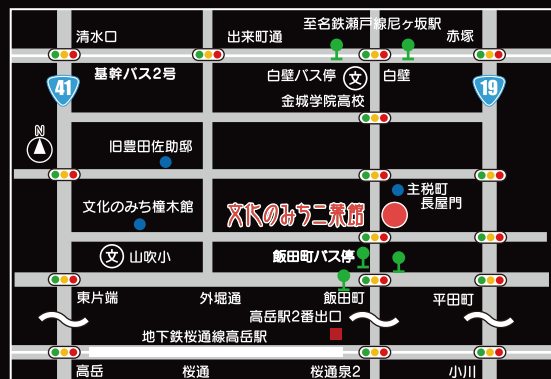 至名鉄瀬戸線尼ヶ坂駅
清水口
出来町通
赤塚
基幹バス2号
白壁バス停
文
白壁
41
19
金城学院高校
N
旧豊田佐助邸
主税町
長屋門
文化のみち橦木館
文化のみち二葉館
文
山吹小
飯田町バス停
東片端
外堀通
飯田町
平田町
高岳駅2番出口
地下鉄桜通線高岳駅
高岳
桜通
桜通泉2
小川